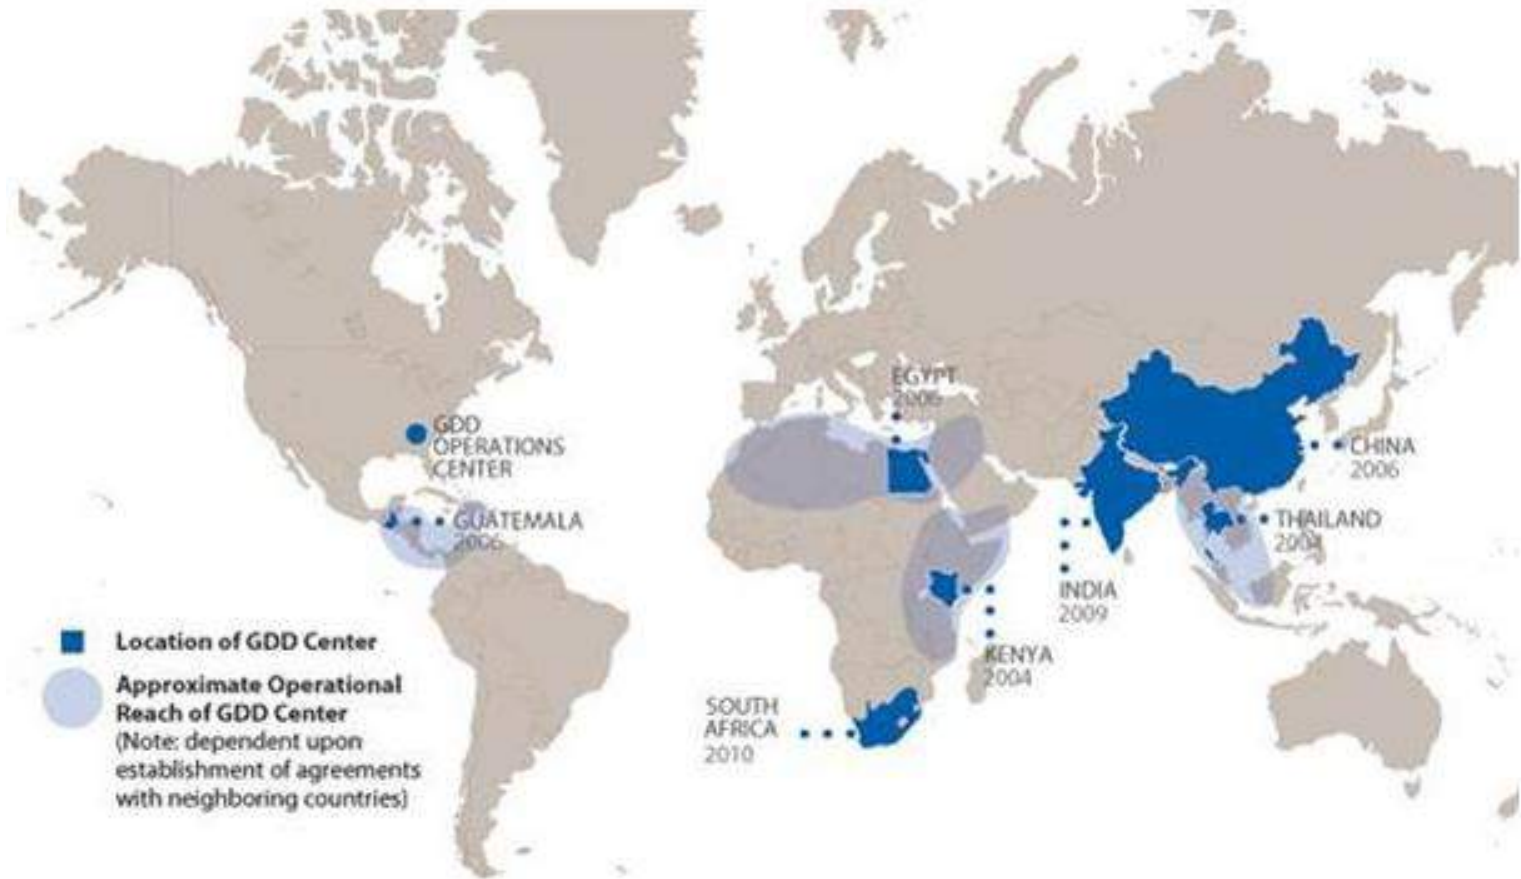 EGYPT
2006
GDD
OPERATIONS
CENTER
CHINA
2006
GUATEMALA
2006
THAILAND
2004
INDIA
2009
KENYA
2004
SOUTH
AFRICA
2010
Location of GDD Center
Approximate Operational
Reach of GDD Center
(Note: dependent upon
establishment of agreements
with neighboring countries)